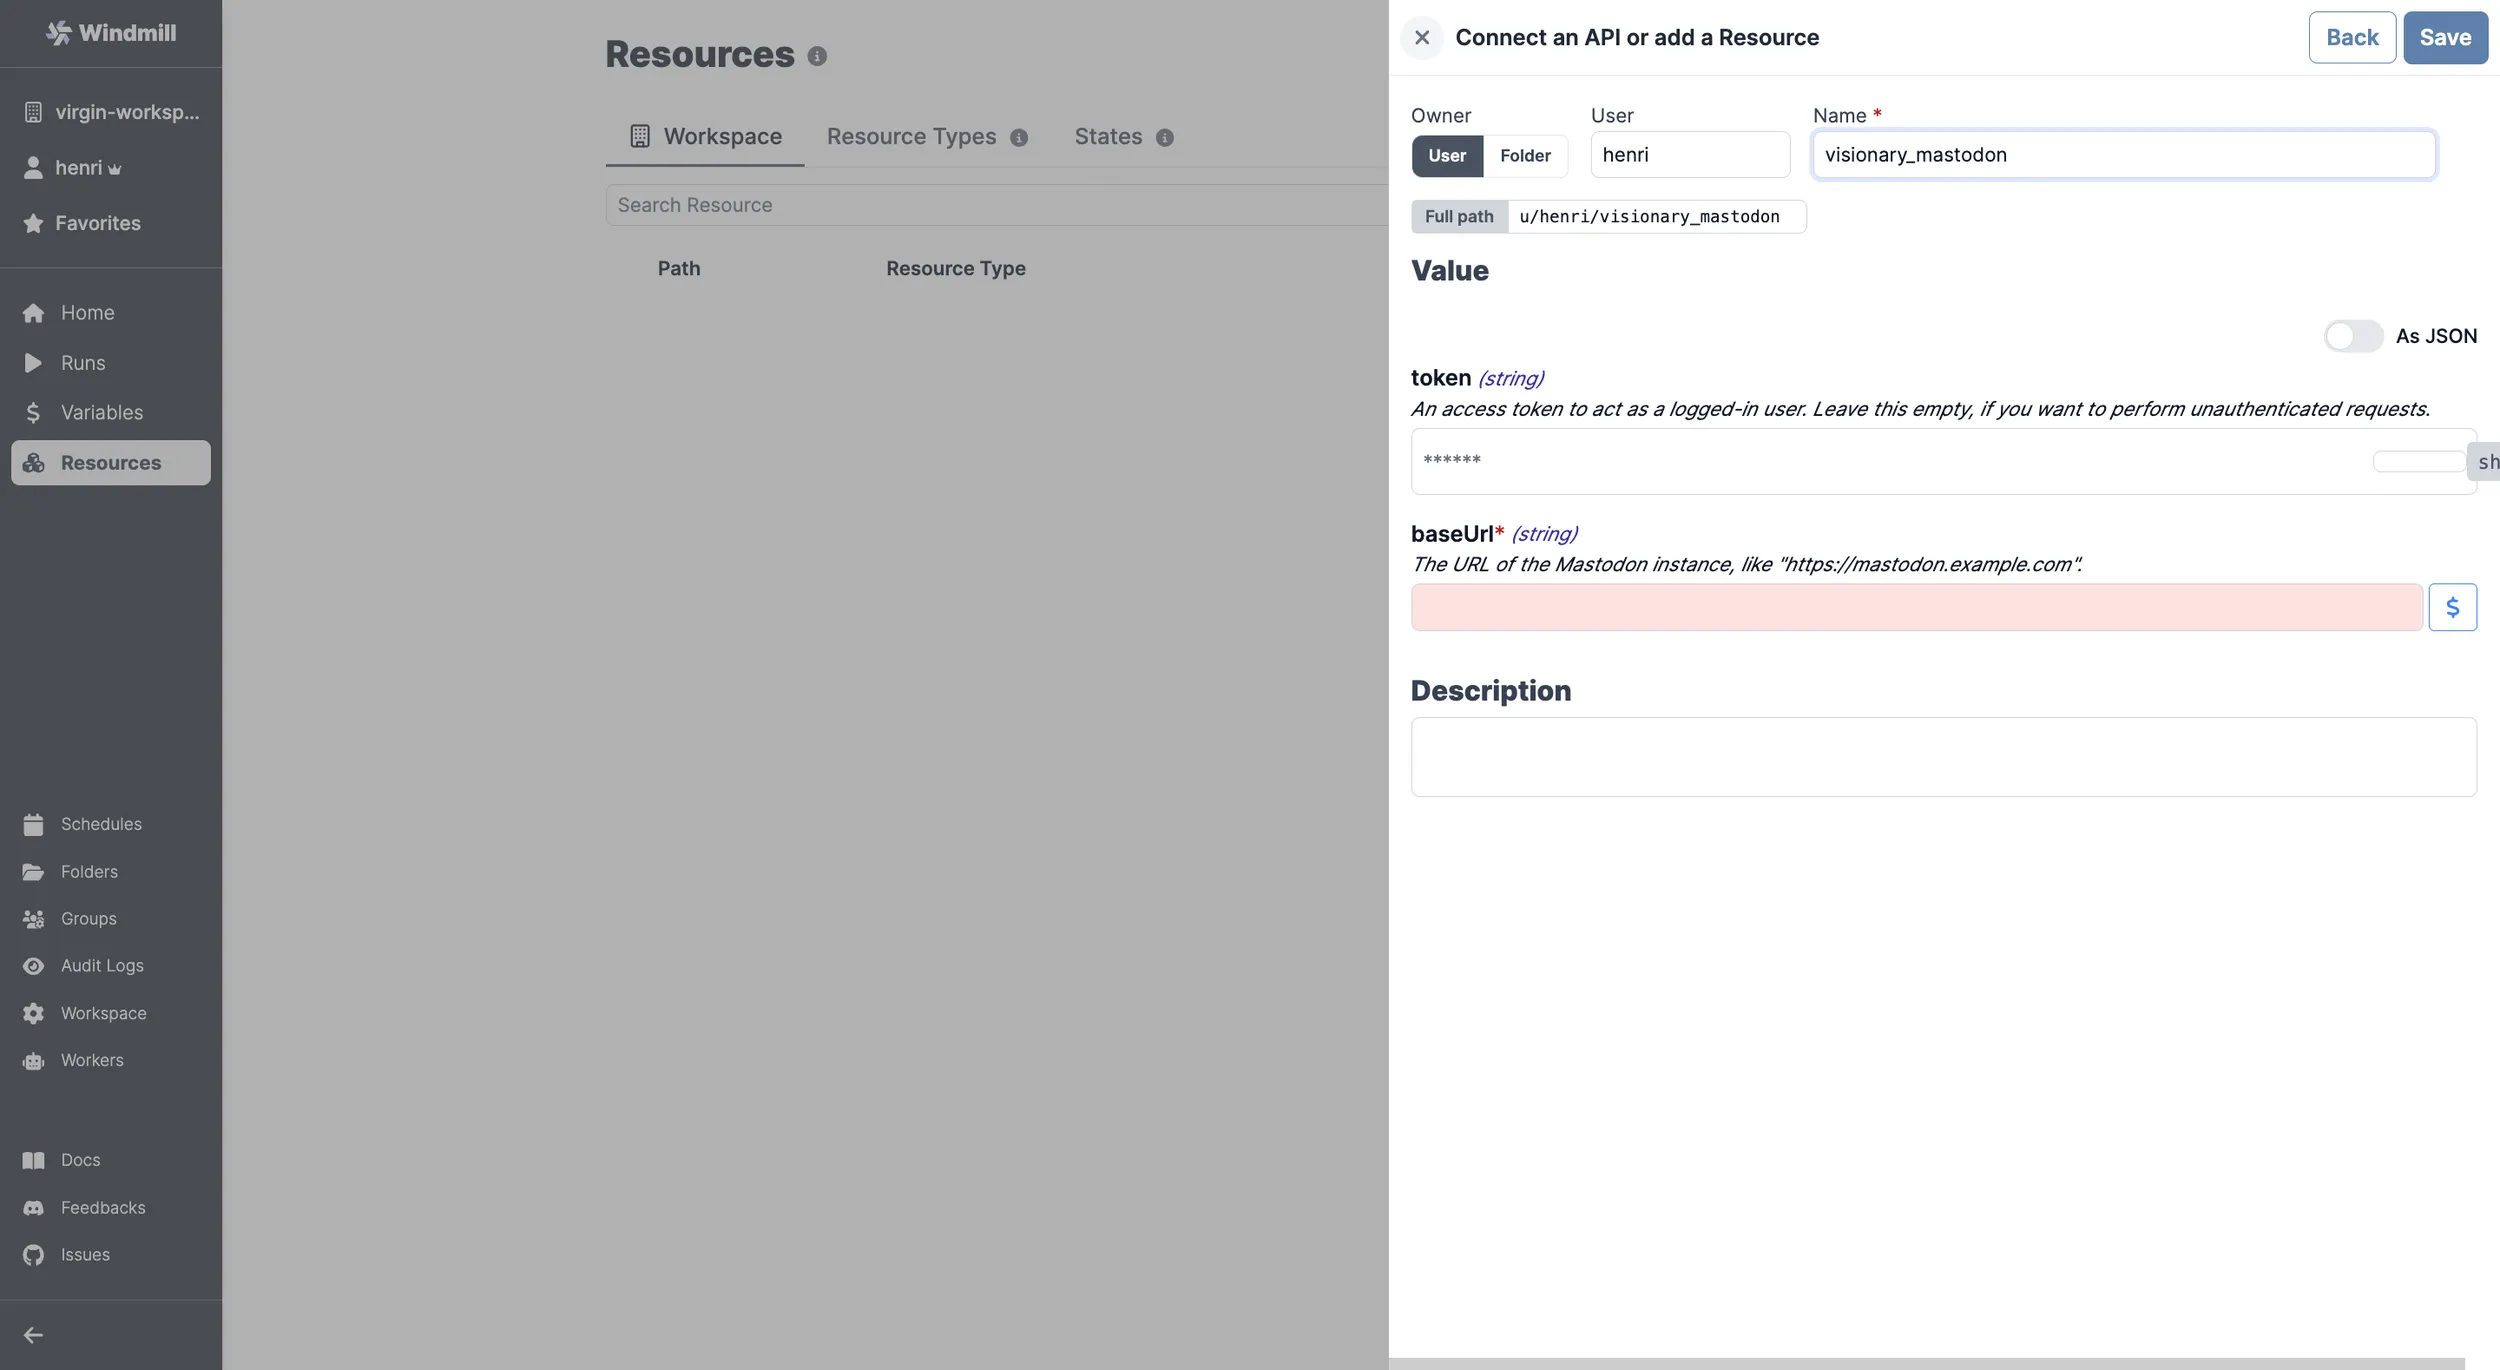 Windmill
virgin-worksp...
henri
Favorites
Home
Runs
Variables
Resources
Schedules
Folders
Groups
Audit Logs
Workspace
Workers
Docs
Feedbacks
Issues
Resources
Workspace
Resource Types
States
Search Resource
Path
Resource Type
Connect an API or add a Resource
Back
Save
Owner
User
Name *
User
Folder
henri
visionary_mastodon
Full path
u/henri/visionary_mastodon
Value
As JSON
token (string)
An access token to act as a logged-in user. Leave this empty, if you want to perform unauthenticated requests.
******
sh
baseUrl* (string)
The URL of the Mastodon instance, like "https://mastodon.example.com".
$
Description